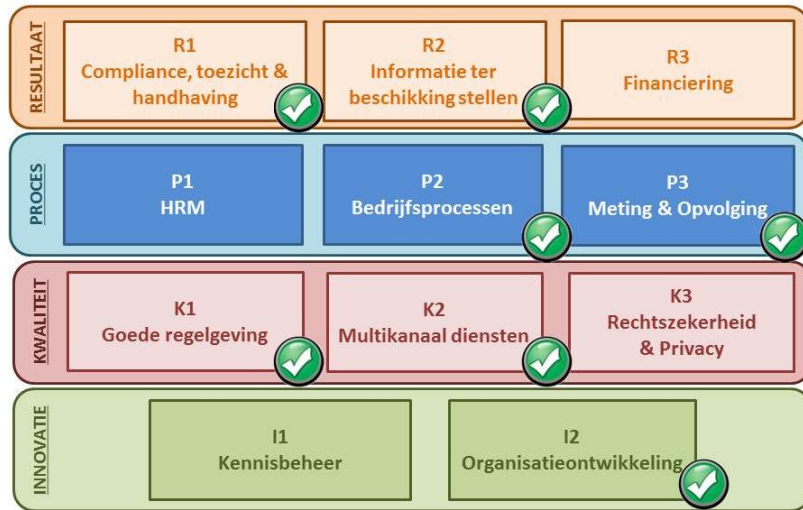 RESULTAAT
R1
Compliance, toezicht &
handhaving
R2
Informatie ter
beschikking stellen
R3
Financiering
PROCES
P1
HRM
P2
Bedrijfsprocessen
P3
Meting & Opvolging
KWALITEIT
K1
Goede regelgeving
K2
Multikanaal diensten
K3
Rechtszekerheid
& Privacy
INNOVATIE
I1
Kennisbeheer
I2
Organisatieontwikkeling